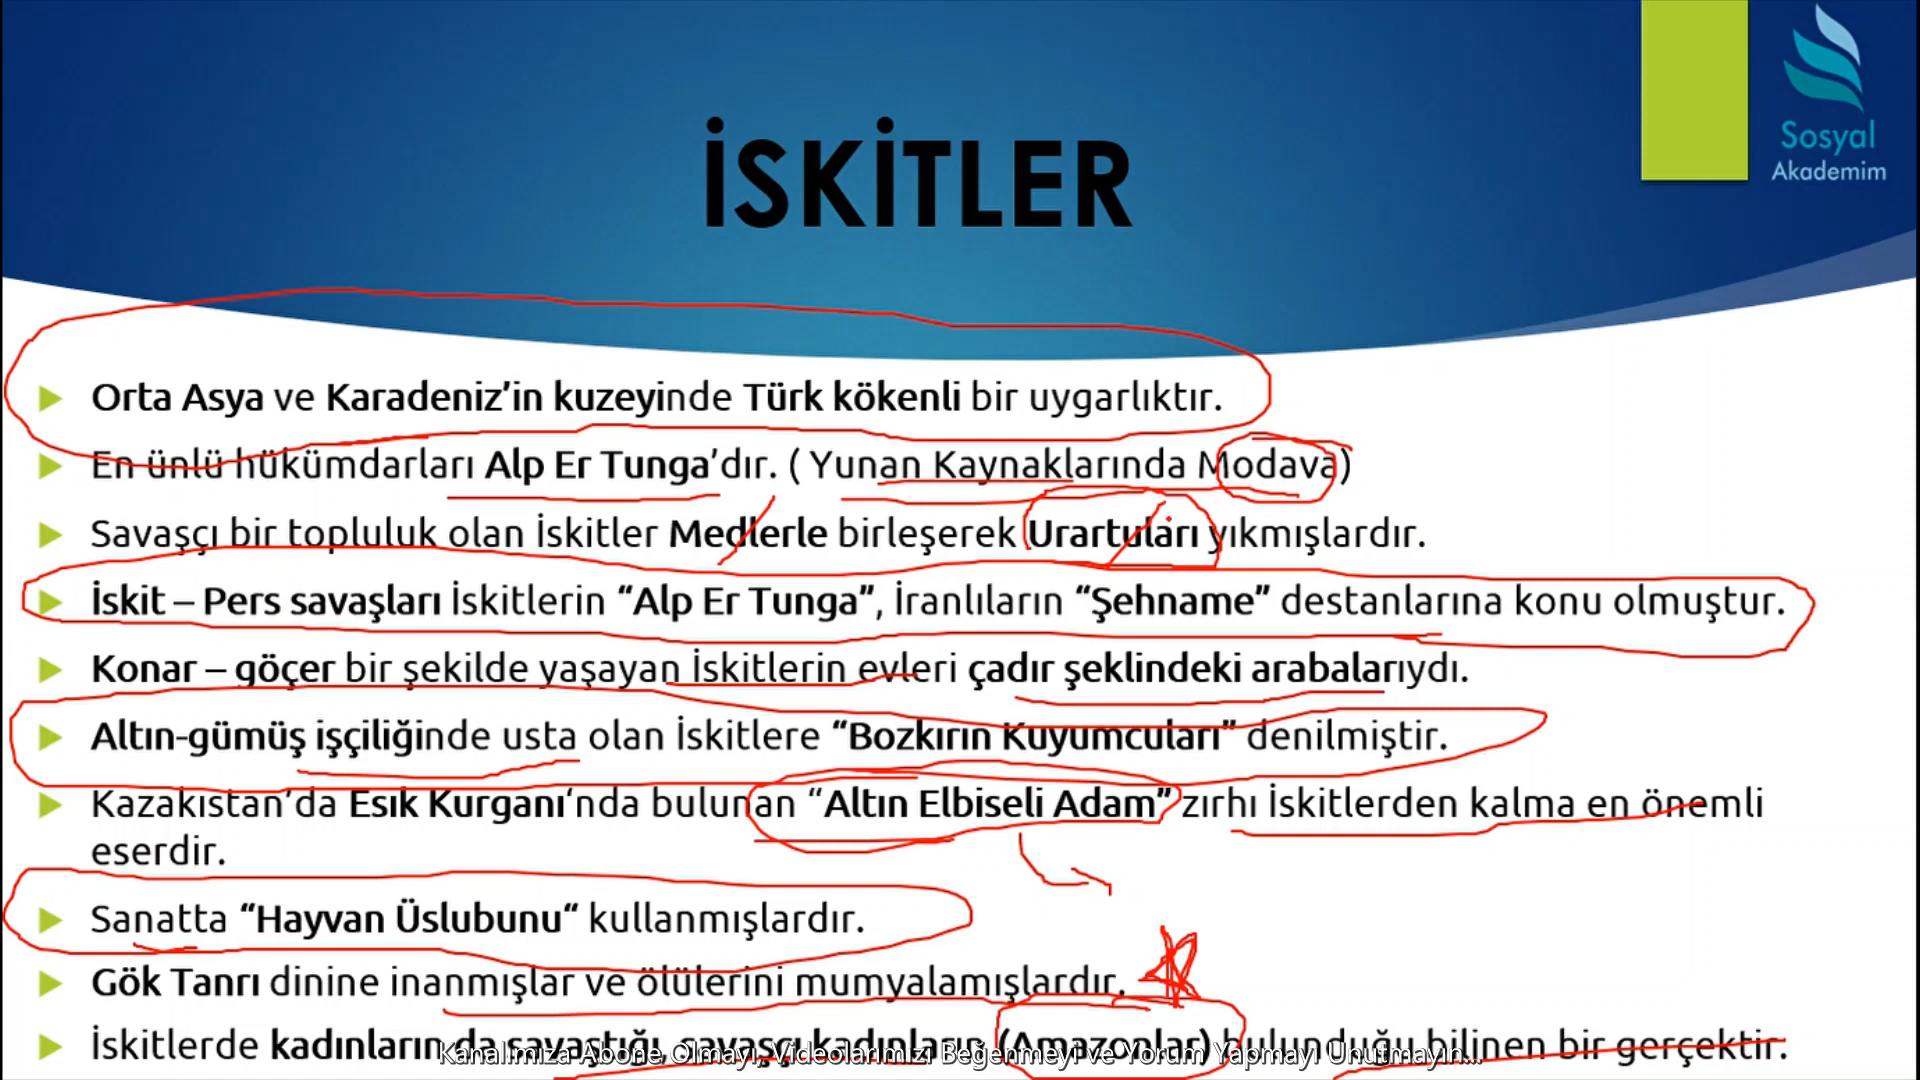 Sosyal
Akademim
İSKİTLER
Orta Asya ve Karadeniz'in kuzeyinde Türk kökenli bir uygarlıktır.
En ünlü hükümdarları Alp Er Tunga'dır. ( Yunan Kaynaklarında Modava)
Savaşçı bir topluluk olan İskitler Medlerle birleşerek Urartuları yıkmışlardır.
İskit – Pers savaşları İskitlerin “Alp Er Tunga”, İranlıların “Şehname” destanlarına konu olmuştur.
Konar – göçer bir şekilde yaşayan İskitlerin evleri çadır şeklindeki arabalarıydı.
Altın-gümüş işçiliğinde usta olan İskitlere “Bozkırın Kuyumcuları” denilmiştir.
Kazakistan’da Esik Kurganı‘nda bulunan “Altın Elbiseli Adam” zırhı İskitlerden kalma en önemli
eserdir.
Sanatta “Hayvan Üslubunu“ kullanmışlardır.
Gök Tanrı dinine inanmışlar ve ölülerini mumyalamışlardır.
İskitlerde kadınların da savaştığı, savaşçı kadınların (Amazonlar) bulunduğu bilinen bir gerçektir.
Kanalımıza Abone Olmayı, Videolarımızı Beğenmeyi ve Yorum Yapmayı Unutmayın...